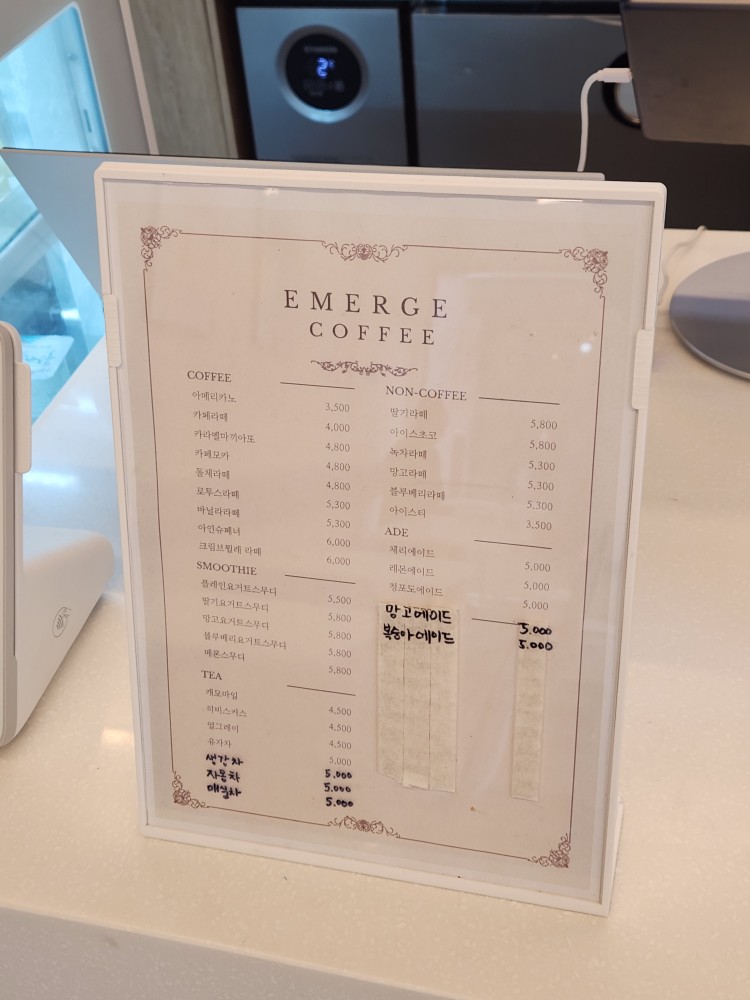 EMERGE
COFFEE
COFFEE
아메리카노 3,500
카페라떼 4,000
카라멜마끼아또 4,800
카페모카 4,800
돌체라떼 4,800
로투스라떼 5,300
바닐라라떼 5,300
아인슈페너 6,000
크림브륄레 라떼 6,000
SMOOTHIE
플레인요거트스무디 5,500
딸기요거트스무디 5,800
망고요거트스무디 5,800
블루베리요거트스무디 5,800
메론스무디 5,800
TEA
캐모마일 4,500
히비스커스 4,500
얼그레이 4,500
유자차 5,000
생강차 5.000
자몽차 5.000
매실차 5.000
NON-COFFEE
딸기라떼 5,800
아이스초코 5,800
녹차라떼 5,300
망고라떼 5,300
블루베리라떼 5,300
아이스티 3,500
ADE
체리에이드 5,000
레몬에이드 5,000
청포도에이드 5,000
망고에이드 5.000
복숭아에이드 5.000